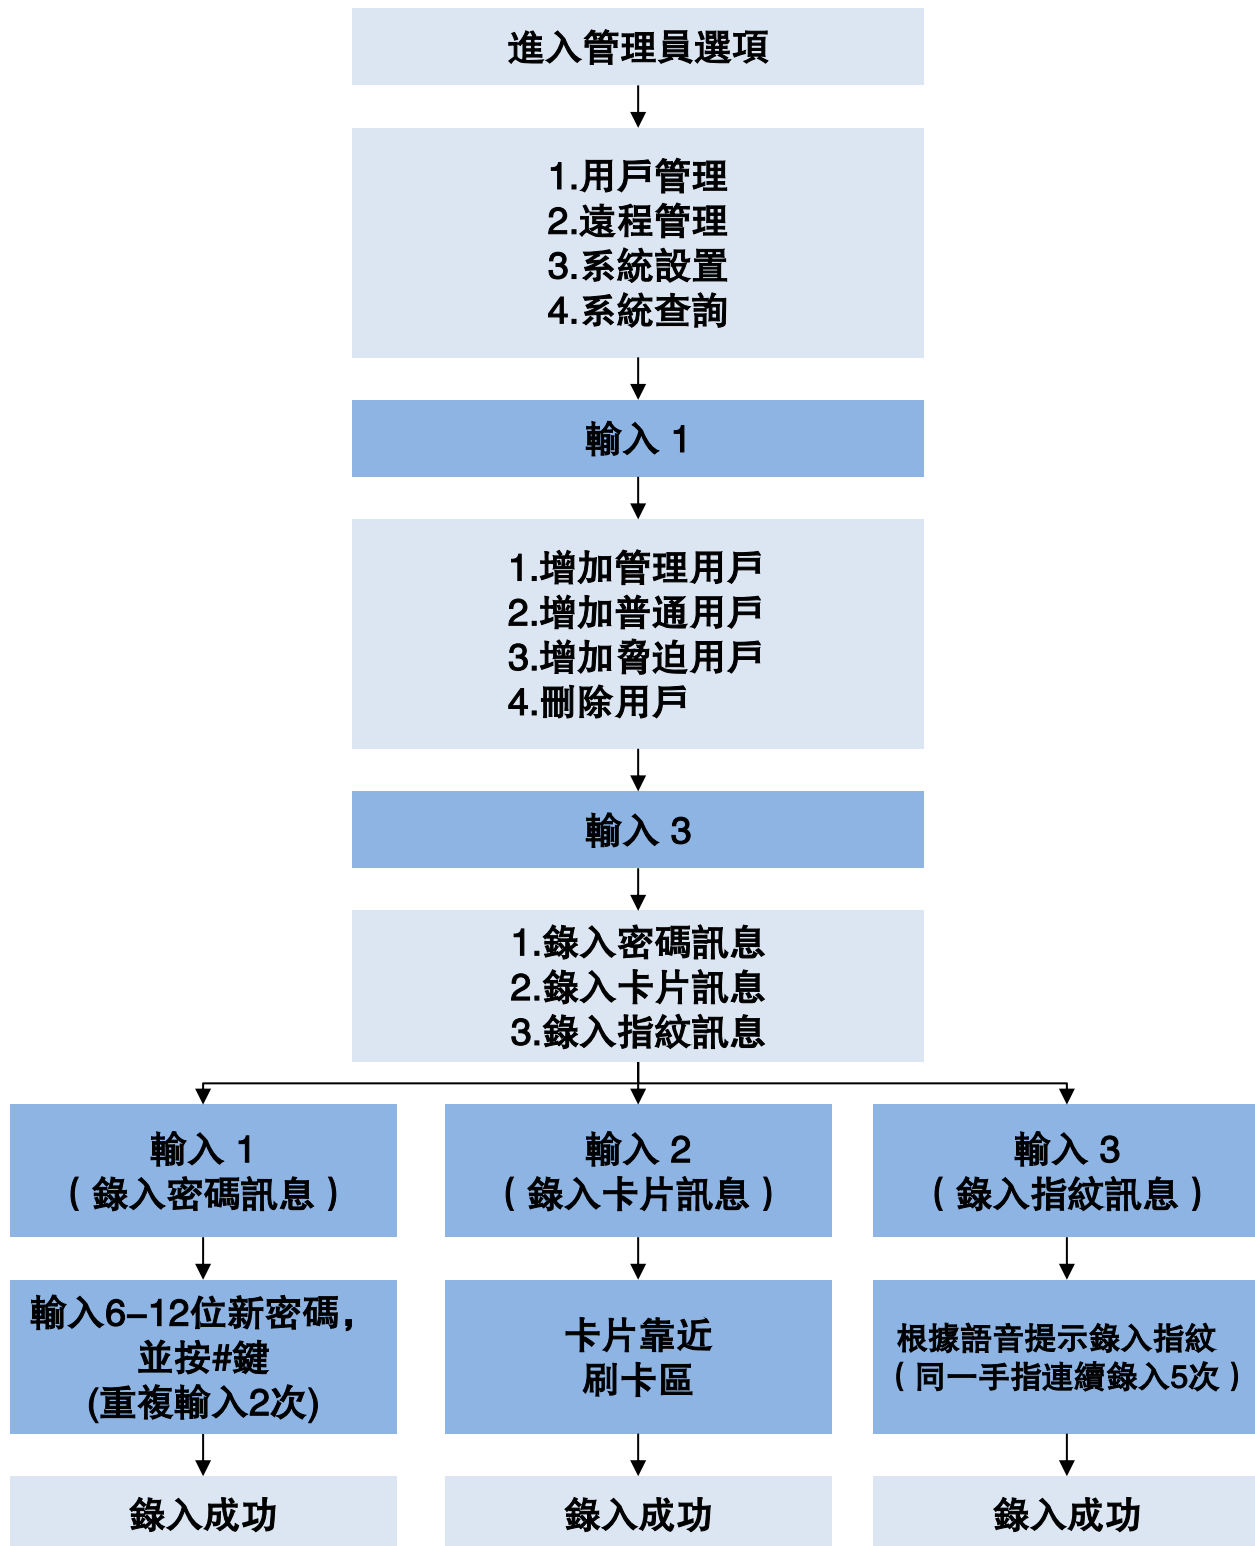 進入管理員選項
1.用戶管理
2.遠程管理
3.系統設置
4.系統查詢
輸入 1
1.增加管理用戶
2.增加普通用戶
3.增加脅迫用戶
4.刪除用戶
輸入 3
1.錄入密碼訊息
2.錄入卡片訊息
3.錄入指紋訊息
輸入 1
（錄入密碼訊息）
輸入 2
（錄入卡片訊息）
輸入 3
（錄入指紋訊息）
輸入6–12位新密碼，
並按#鍵
(重複輸入2次)
卡片靠近
刷卡區
根據語音提示錄入指紋
（同一手指連續錄入5次）
錄入成功
錄入成功
錄入成功